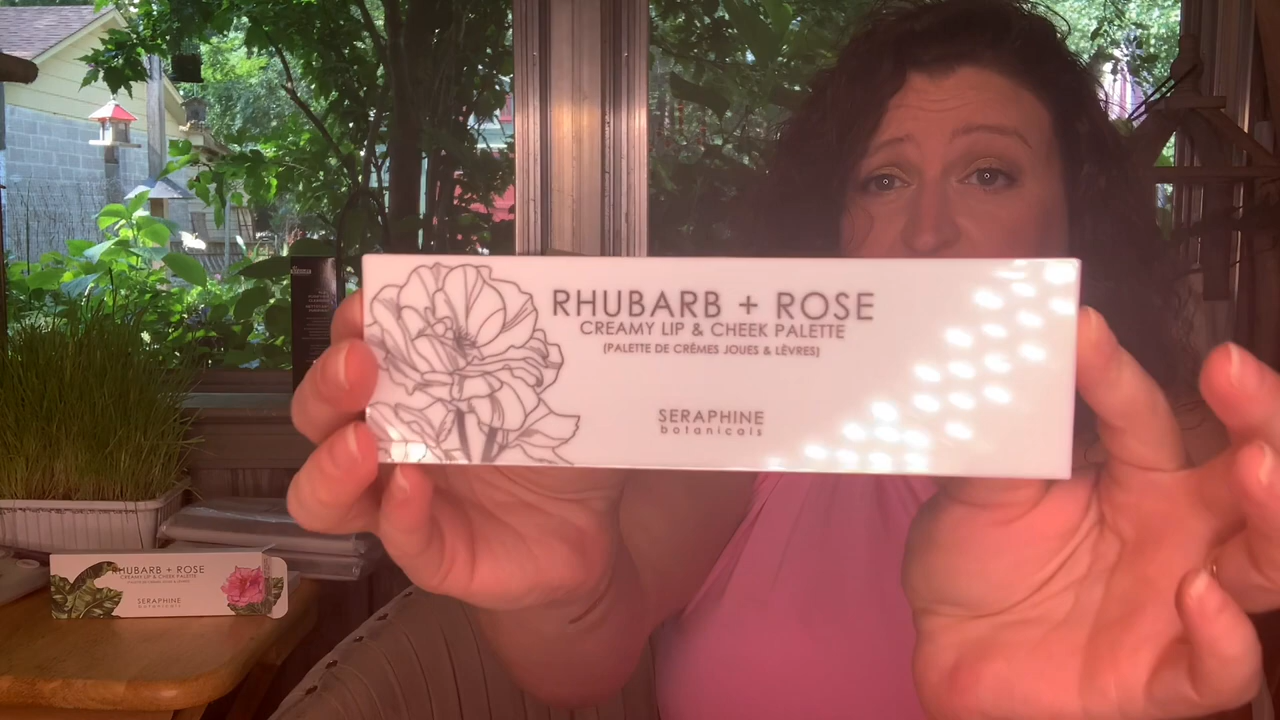 RHUBARB + ROSE
CREAMY LIP & CHEEK PALETTE
(PALETTE DE CRÈMES JOUES & LÈVRES)
SERAPHINE
botanicals
RHUBARB + ROSE
CREAMY LIP & CHEEK PALETTE
SERAPHINE
botanicals